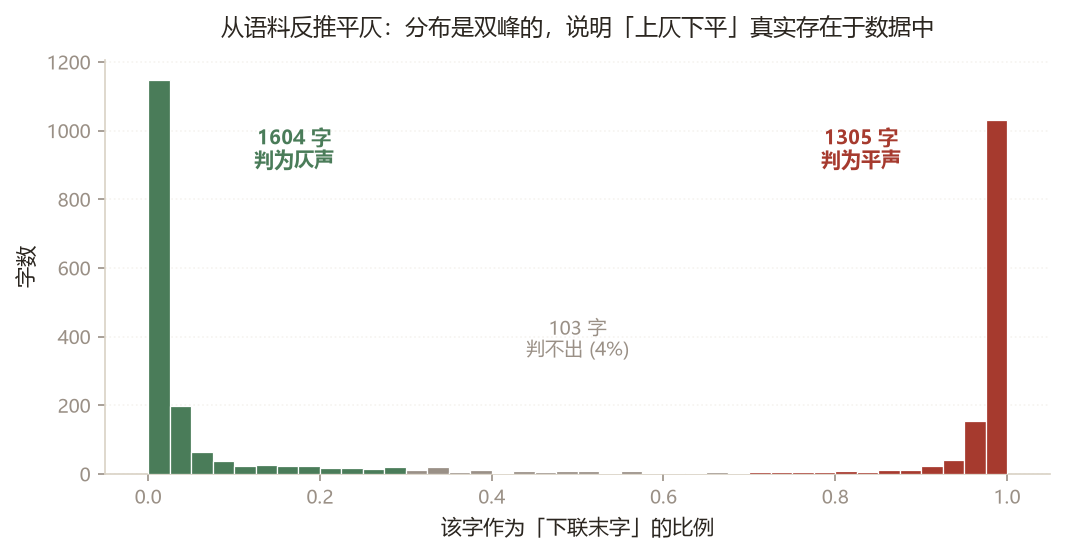 从语料反推平仄：分布是双峰的，说明「上仄下平」真实存在于数据中
1200
1000
800
600
400
200
0
字数
1604 字
判为仄声
1305 字
判为平声
103 字
判不出 (4%)
0.0
0.2
0.4
0.6
0.8
1.0
该字作为「下联末字」的比例